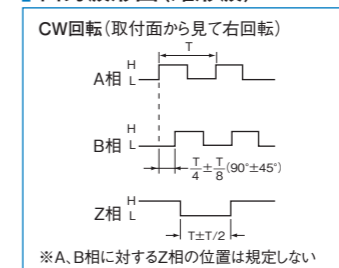 CW回転(取付面から見て右回転)
T
A相 H L
B相 H L
T/4±T/8(90°±45°)
Z相 H L
T±T/2
※A、B相に対するZ相の位置は規定しない